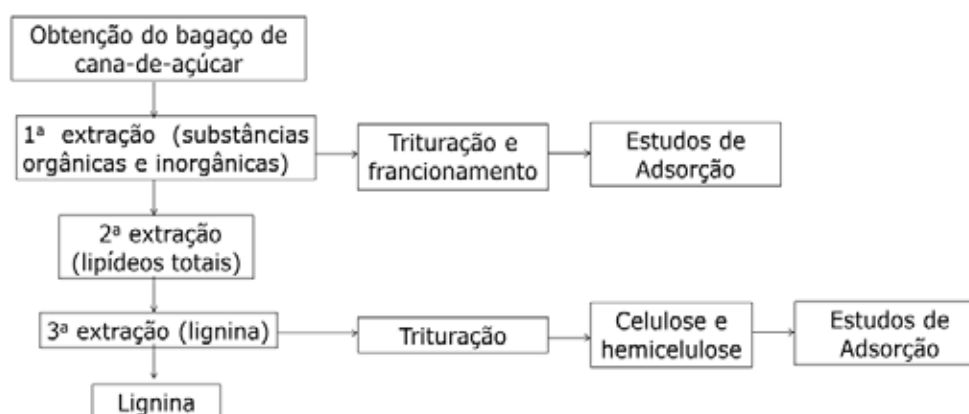 Obtenção do bagaço de
cana-de-açúcar
1ª extração (substâncias
orgânicas e inorgânicas)
Trituração e
francionamento
Estudos de
Adsorção
2ª extração
(lipídeos totais)
3ª extração (lignina)
Trituração
Celulose e
hemicelulose
Estudos de
Adsorção
Lignina